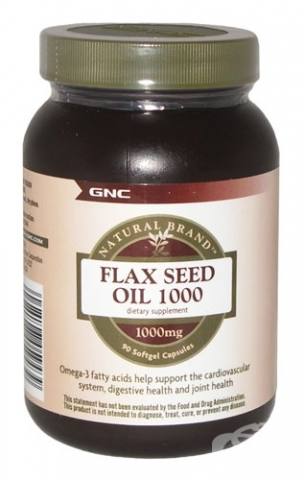 GNC
NATURAL BRAND™
FLAX SEED
OIL 1000
dietary supplement
1000mg
90 Softgel Capsules
Omega-3 fatty acids help support the cardiovascular
system, digestive health and joint health
This statement has not been evaluated by the Food and Drug Administration.
This product is not intended to diagnose, treat, cure, or prevent any disease.